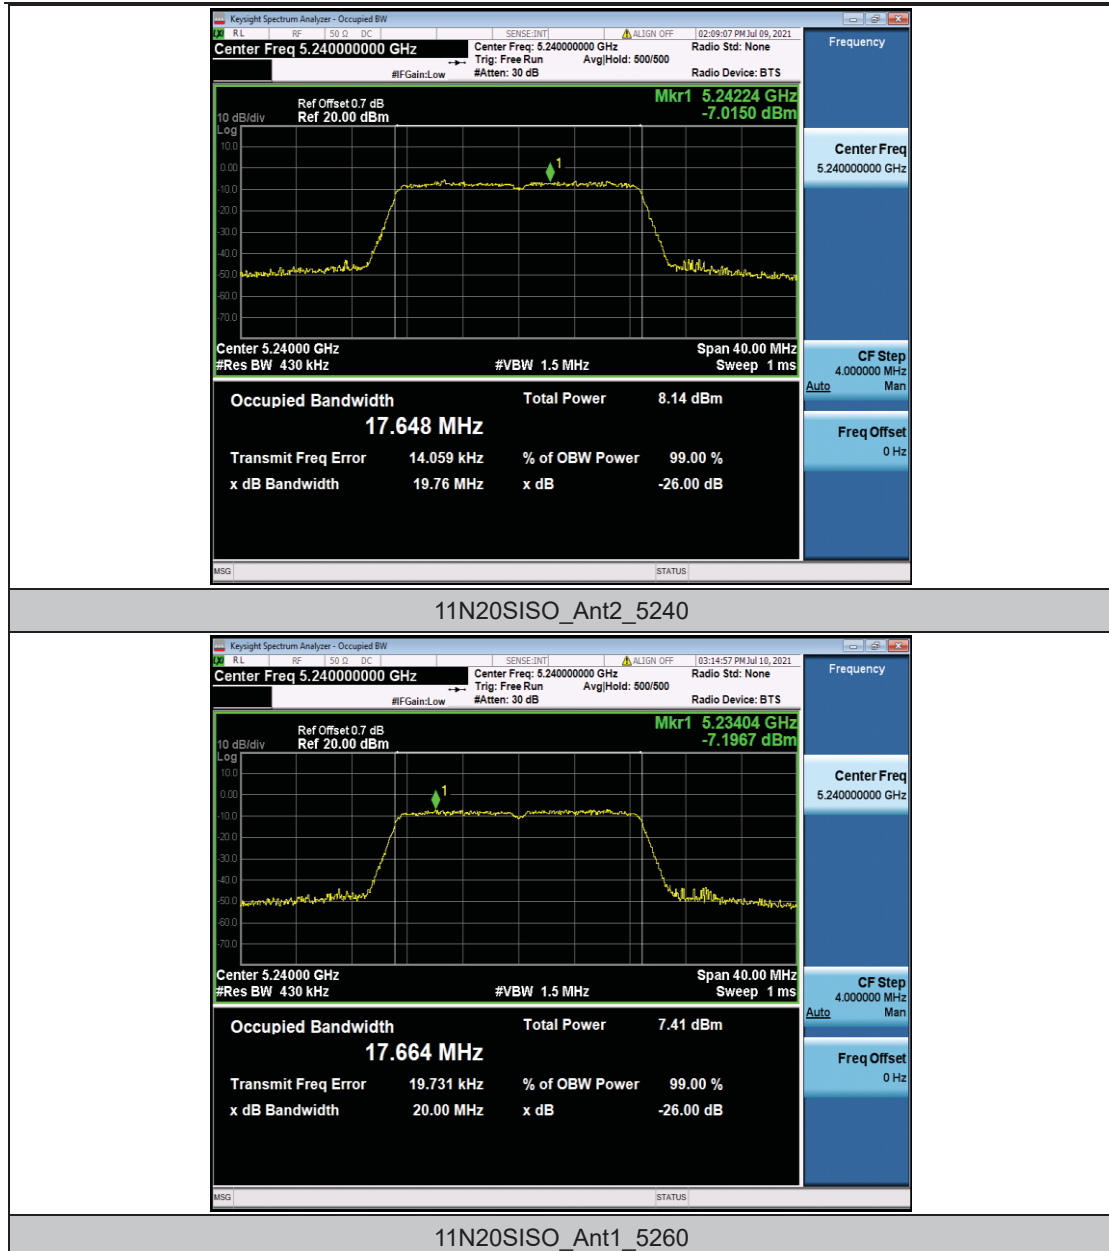 Keysight Spectrum Analyzer - Occupied BW
LXI RL RF 50 Ω DC SENSE:INT ALIGN OFF 02:09:07 PM Jul 09, 2021
Center Freq 5.240000000 GHz
Center Freq: 5.240000000 GHz Radio Std: None
Trig: Free Run Avg|Hold: 500/500
#IFGain:Low #Atten: 30 dB Radio Device: BTS
Frequency
Mkr1 5.24224 GHz
-7.0150 dBm
Ref Offset 0.7 dB
10 dB/div Ref 20.00 dBm
Log
10.0
0.00
-10.0
-20.0
-30.0
-40.0
-50.0
-60.0
-70.0
1
Center 5.24000 GHz Span 40.00 MHz
#Res BW 430 kHz #VBW 1.5 MHz Sweep 1 ms
Center Freq
5.240000000 GHz
CF Step
4.000000 MHz
Auto Man
Freq Offset
0 Hz
Occupied Bandwidth Total Power 8.14 dBm
17.648 MHz
Transmit Freq Error 14.059 kHz % of OBW Power 99.00 %
x dB Bandwidth 19.76 MHz x dB -26.00 dB
MSG STATUS
11N20SISO_Ant2_5240
Keysight Spectrum Analyzer - Occupied BW
LXI RL RF 50 Ω DC SENSE:INT ALIGN OFF 03:14:57 PM Jul 10, 2021
Center Freq 5.240000000 GHz
Center Freq: 5.240000000 GHz Radio Std: None
Trig: Free Run Avg|Hold: 500/500
#IFGain:Low #Atten: 30 dB Radio Device: BTS
Frequency
Mkr1 5.23404 GHz
-7.1967 dBm
Ref Offset 0.7 dB
10 dB/div Ref 20.00 dBm
Log
10.0
0.00
-10.0
-20.0
-30.0
-40.0
-50.0
-60.0
-70.0
1
Center 5.24000 GHz Span 40.00 MHz
#Res BW 430 kHz #VBW 1.5 MHz Sweep 1 ms
Center Freq
5.240000000 GHz
CF Step
4.000000 MHz
Auto Man
Freq Offset
0 Hz
Occupied Bandwidth Total Power 7.41 dBm
17.664 MHz
Transmit Freq Error 19.731 kHz % of OBW Power 99.00 %
x dB Bandwidth 20.00 MHz x dB -26.00 dB
MSG STATUS
11N20SISO_Ant1_5260